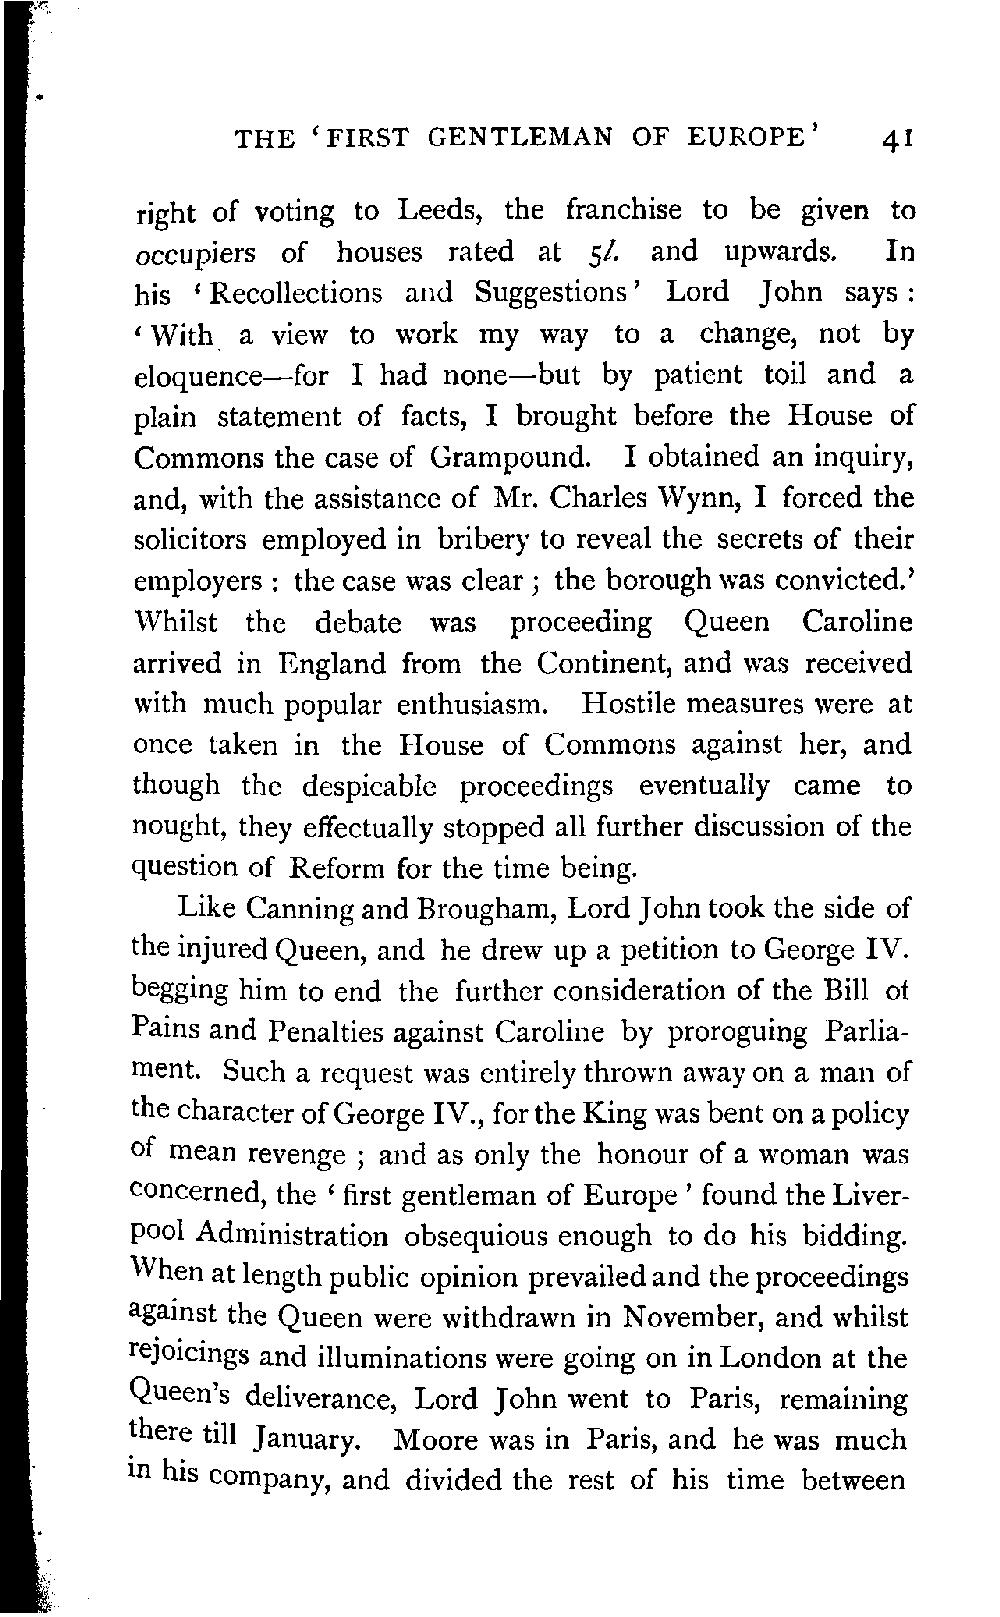 THE ‘FIRST GENTLEMAN OF EUROPE’ 41
right of voting to Leeds, the franchise to be given to
occupiers of houses rated at 5l. and upwards. In
his ‘Recollections and Suggestions’ Lord John says :
‘With a view to work my way to a change, not by
eloquence—for I had none—but by patient toil and a
plain statement of facts, I brought before the House of
Commons the case of Grampound. I obtained an inquiry,
and, with the assistance of Mr. Charles Wynn, I forced the
solicitors employed in bribery to reveal the secrets of their
employers : the case was clear ; the borough was convicted.’
Whilst the debate was proceeding Queen Caroline
arrived in England from the Continent, and was received
with much popular enthusiasm. Hostile measures were at
once taken in the House of Commons against her, and
though the despicable proceedings eventually came to
nought, they effectually stopped all further discussion of the
question of Reform for the time being.
Like Canning and Brougham, Lord John took the side of
the injured Queen, and he drew up a petition to George IV.
begging him to end the further consideration of the Bill of
Pains and Penalties against Caroline by proroguing Parlia-
ment. Such a request was entirely thrown away on a man of
the character of George IV., for the King was bent on a policy
of mean revenge ; and as only the honour of a woman was
concerned, the ‘first gentleman of Europe’ found the Liver-
pool Administration obsequious enough to do his bidding.
When at length public opinion prevailed and the proceedings
against the Queen were withdrawn in November, and whilst
rejoicings and illuminations were going on in London at the
Queen’s deliverance, Lord John went to Paris, remaining
there till January. Moore was in Paris, and he was much
in his company, and divided the rest of his time between